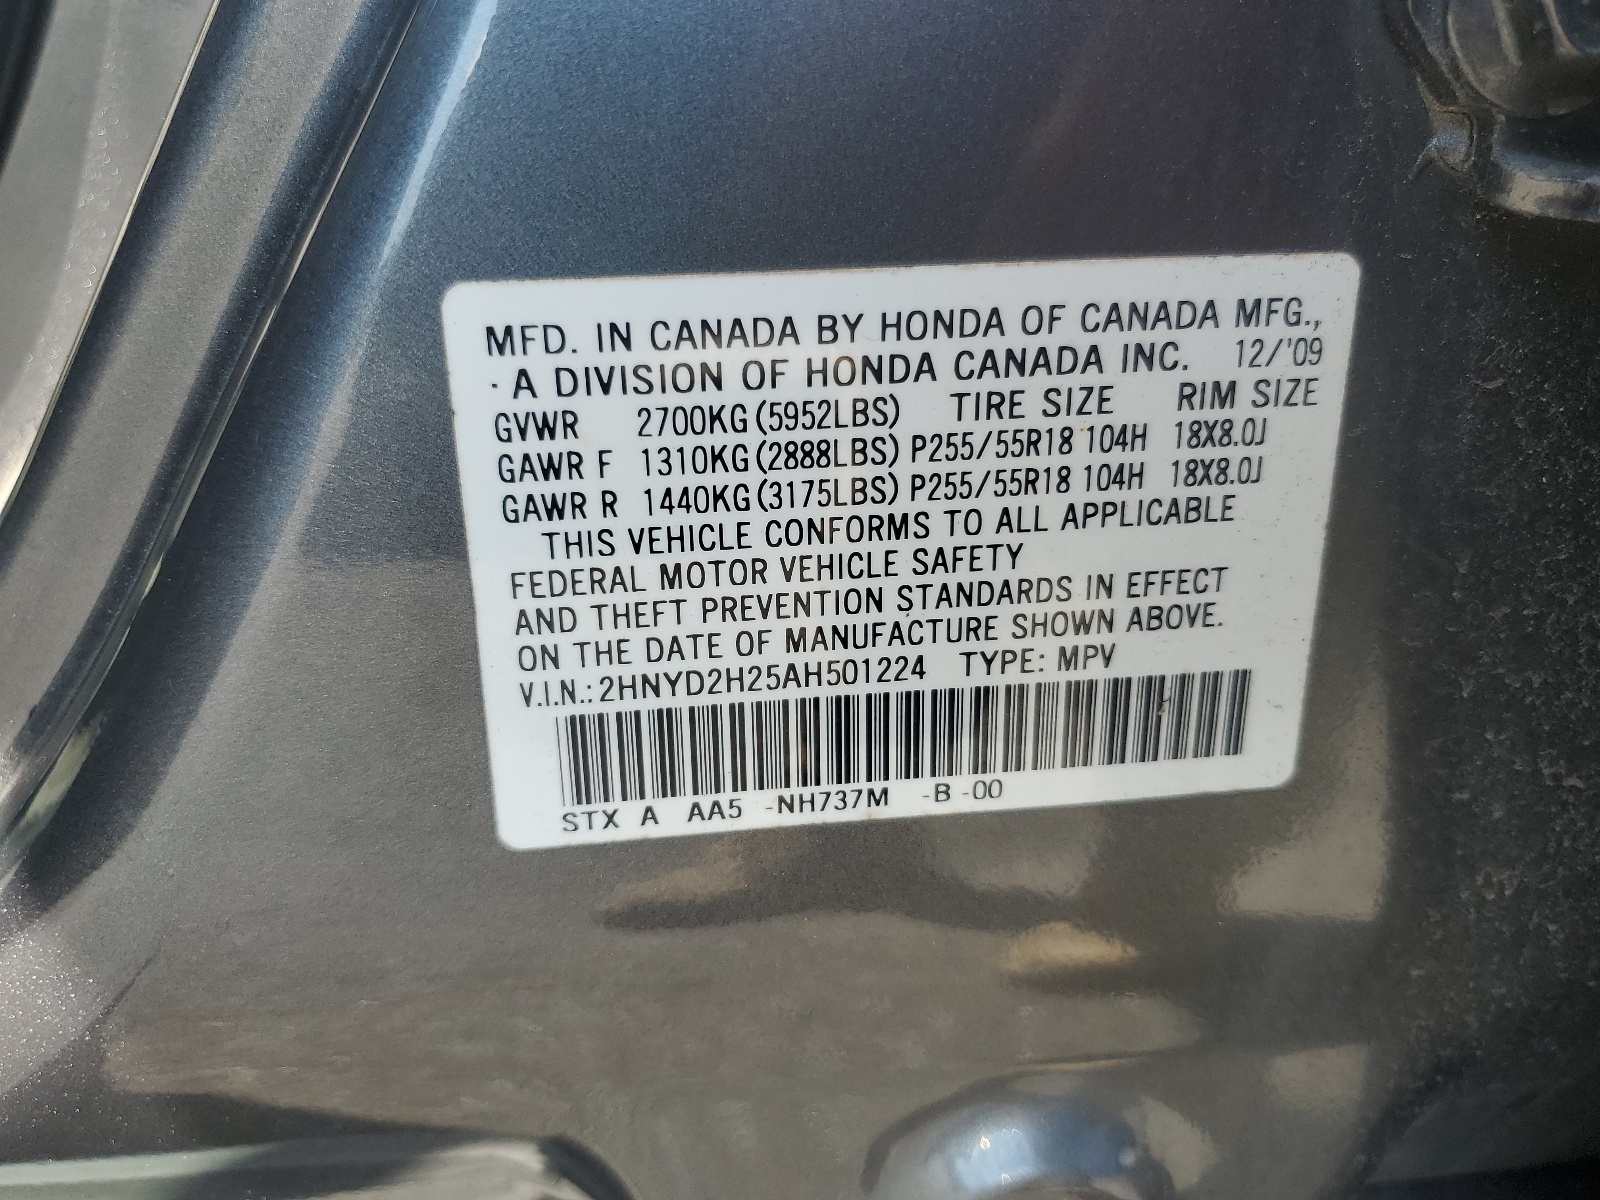 MFD. IN CANADA BY HONDA OF CANADA MFG.,
· A DIVISION OF HONDA CANADA INC. 12/'09
GVWR 2700KG (5952LBS) TIRE SIZE RIM SIZE
GAWR F 1310KG (2888LBS) P255/55R18 104H 18X8.0J
GAWR R 1440KG (3175LBS) P255/55R18 104H 18X8.0J
THIS VEHICLE CONFORMS TO ALL APPLICABLE
FEDERAL MOTOR VEHICLE SAFETY
AND THEFT PREVENTION STANDARDS IN EFFECT
ON THE DATE OF MANUFACTURE SHOWN ABOVE.
V.I.N.: 2HNYD2H25AH501224 TYPE: MPV
STX A AA5 -NH737M -B -00